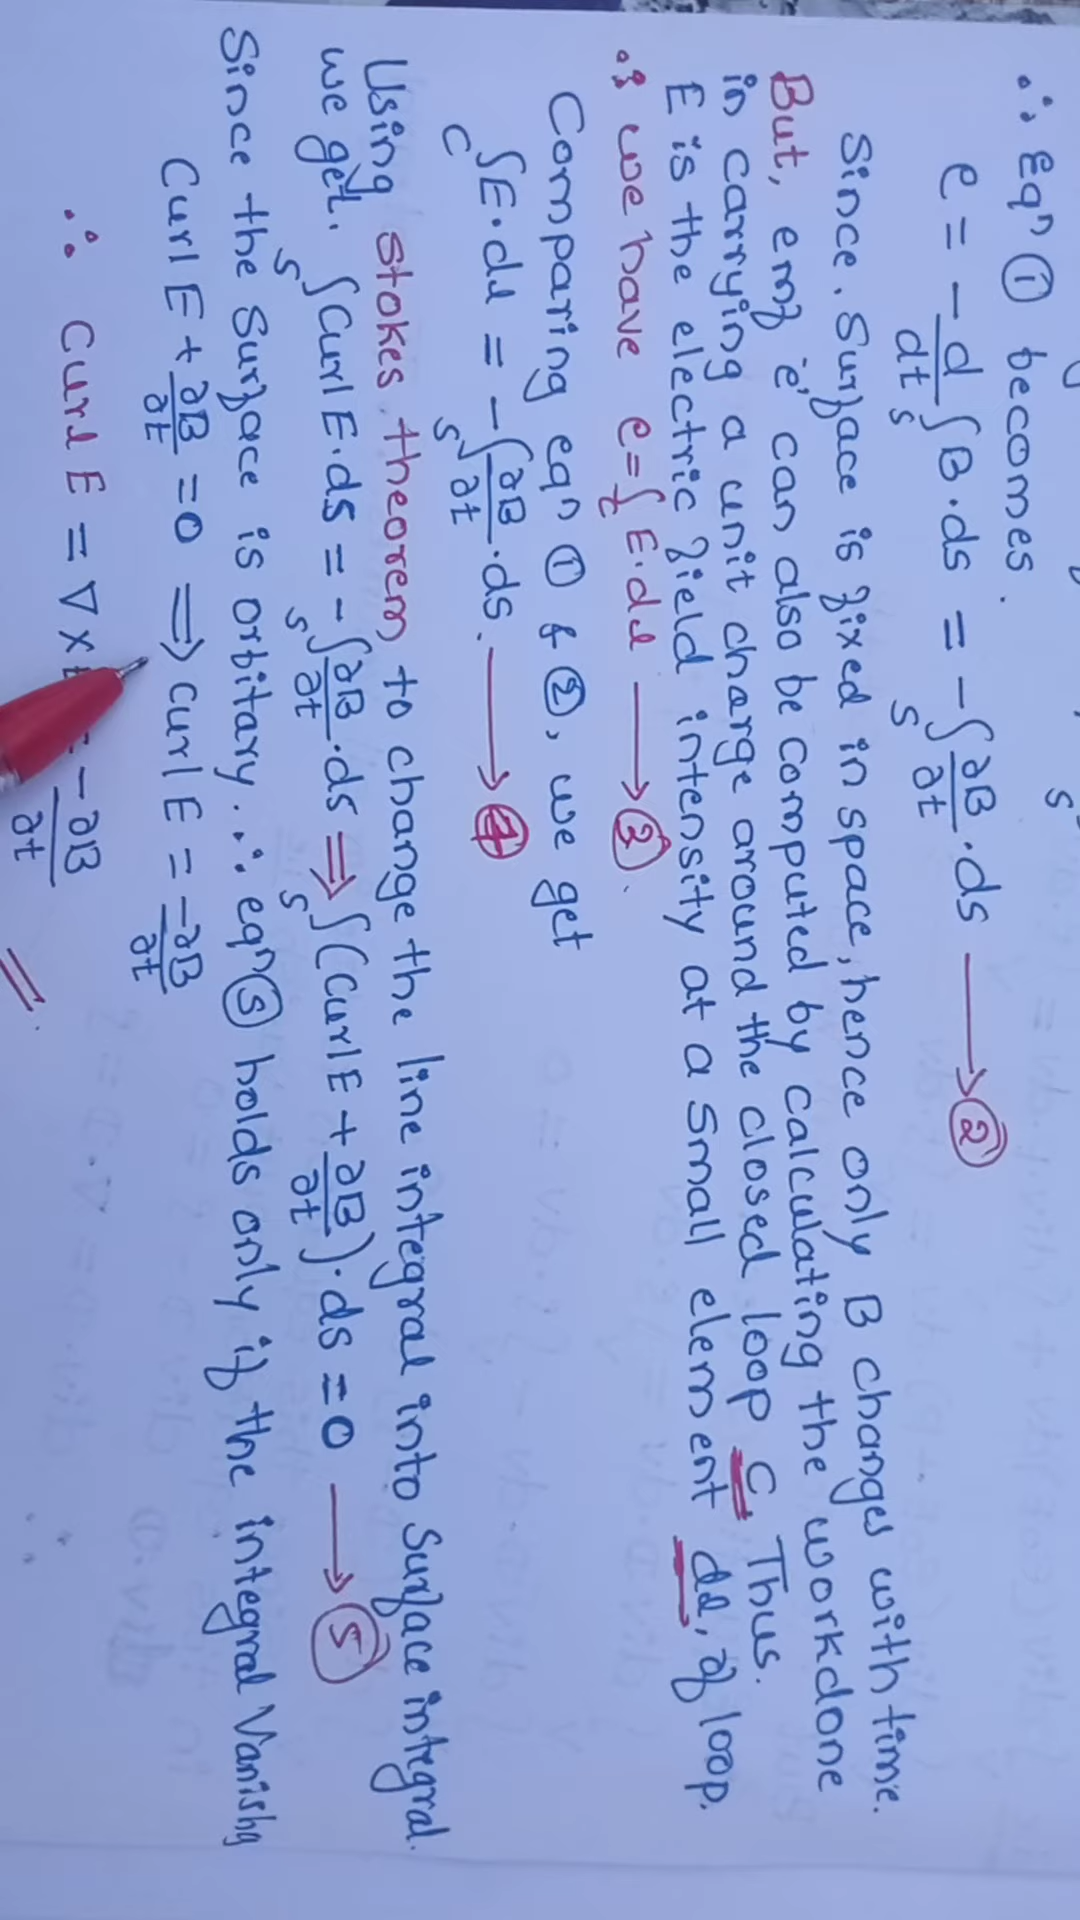 ∴ Eqⁿ ① becomes.
e = -d/dt ∫s B·ds = -∫s ∂B/∂t ·ds ⟶ ②
Since, Surface is fixed in space, hence only B changes with time.
But, emf 'e' can also be computed by calculating the workdone
in carrying a unit charge around the closed loop C. Thus.
E is the electric field intensity at a small element dl, of loop.
∴ we have e = ∫c E·dl ⟶ ③.
Comparing eqⁿ ① & ②, we get
∫c E·dl = -∫s ∂B/∂t ·ds. ⟶ ④
Using stokes theorem, to change the line integral into Surface integral.
we get. ∫s Curl E·ds = -∫s ∂B/∂t ·ds ⟹ ∫s (Curl E + ∂B/∂t)·ds = 0 ⟶ ⑤
Since the Surface is orbitary. ∴ eqⁿ ⑤ holds only if the integral Vanishg
Curl E + ∂B/∂t = 0 ⟹ Curl E = -∂B/∂t
∴ Curl E = ∇ × = -∂B/∂t